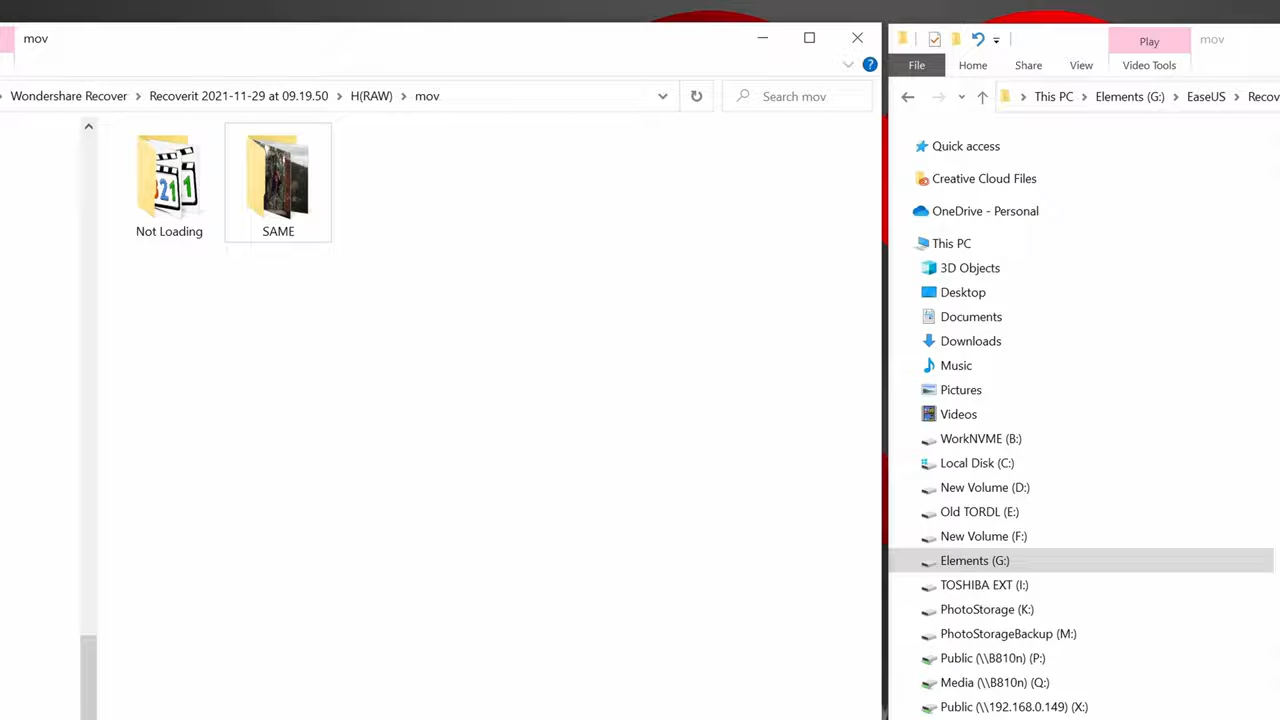 mov
Wondershare Recover > Recoverit 2021-11-29 at 09.19.50 > H(RAW) > mov
Search mov
Not Loading
SAME
Play
mov
File
Home
Share
View
Video Tools
This PC > Elements (G:) > EaseUS > Recov
Quick access
Creative Cloud Files
OneDrive - Personal
This PC
3D Objects
Desktop
Documents
Downloads
Music
Pictures
Videos
WorkNVME (B:)
Local Disk (C:)
New Volume (D:)
Old TORDL (E:)
New Volume (F:)
Elements (G:)
TOSHIBA EXT (I:)
PhotoStorage (K:)
PhotoStorageBackup (M:)
Public (\\B810n) (P:)
Media (\\B810n) (Q:)
Public (\\192.168.0.149) (X:)